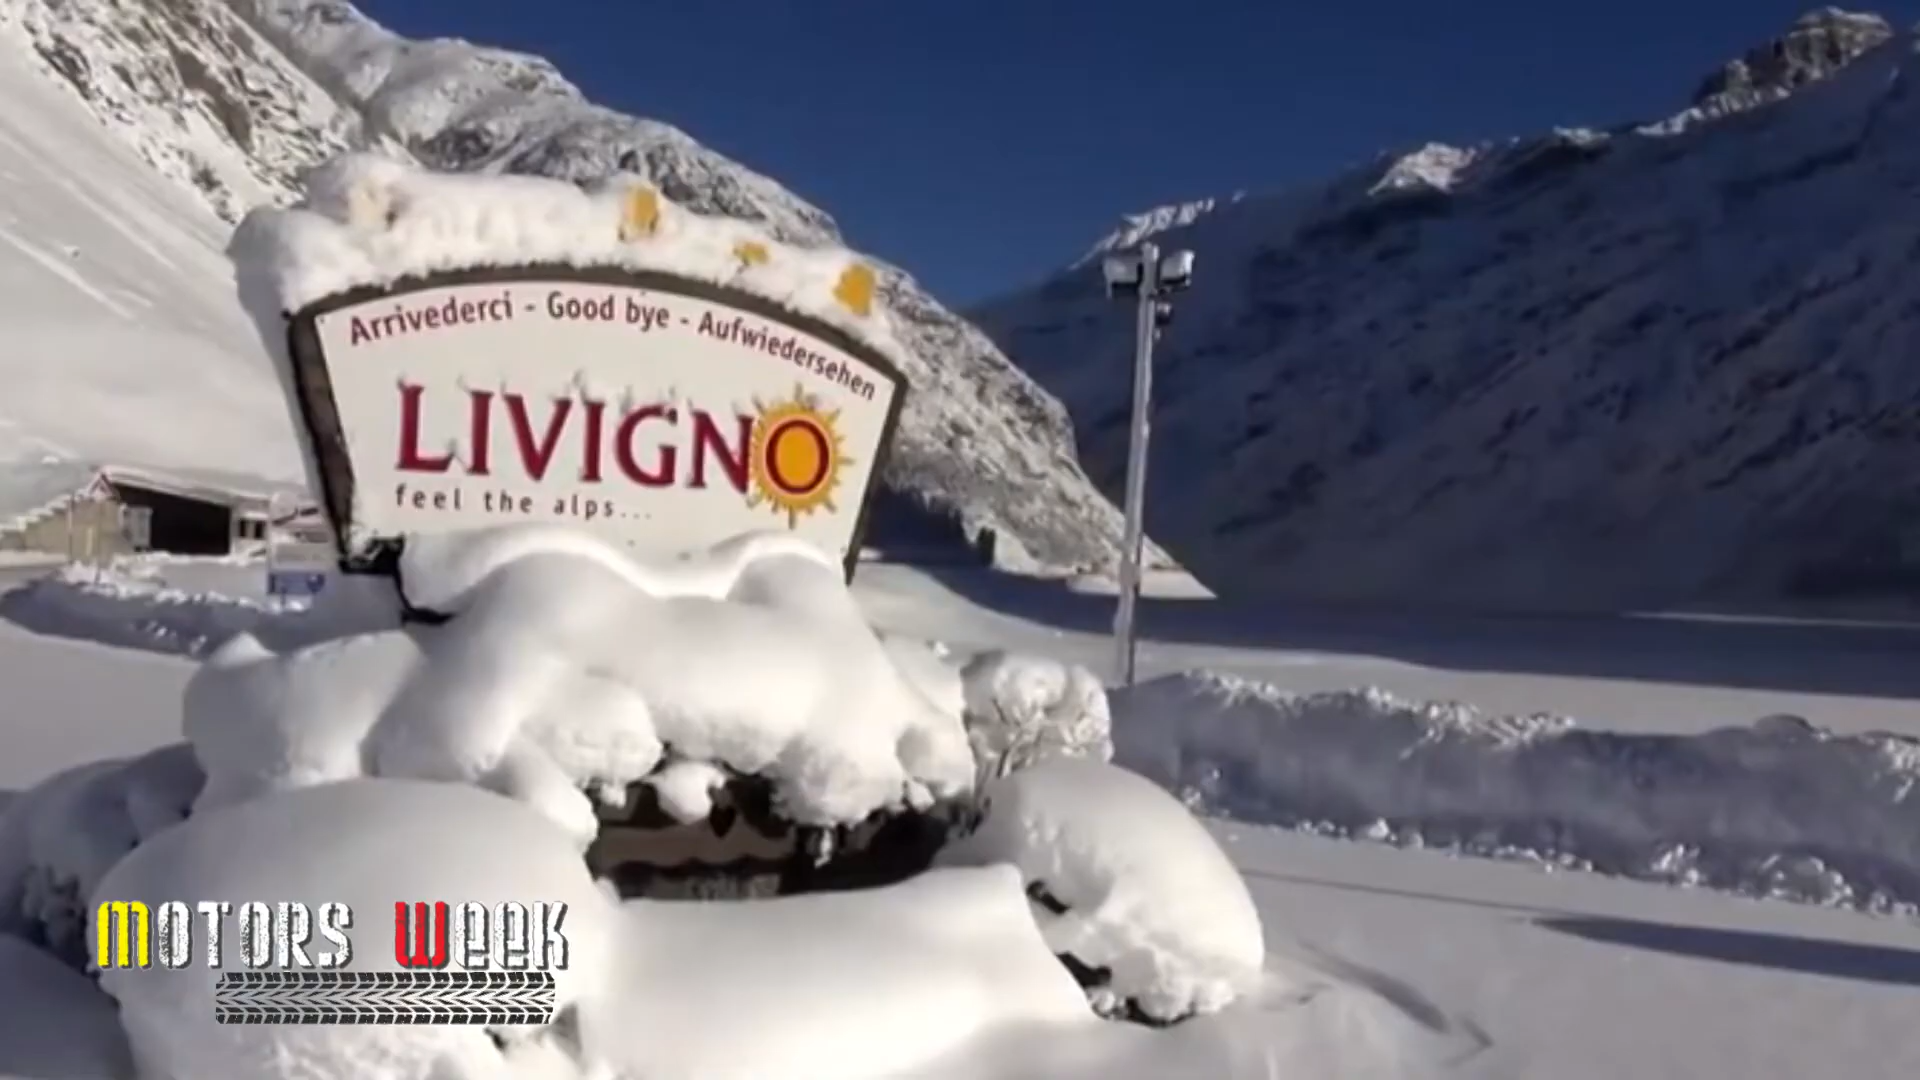 Arrivederci - Good bye - Aufwiedersehen
LIVIGNO
feel the alps...
MOTORS WEEK